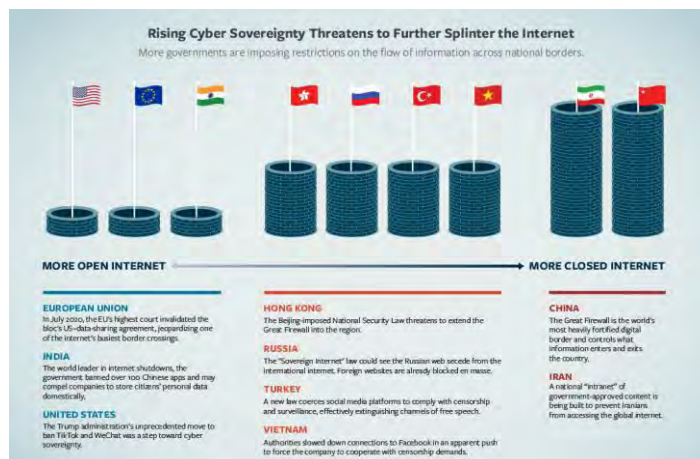 Rising Cyber Sovereignty Threatens to Further Splinter the Internet
More governments are imposing restrictions on the flow of information across national borders.
MORE OPEN INTERNET
MORE CLOSED INTERNET
EUROPEAN UNION
In July 2020, the EU's highest court invalidated the
bloc's US–data-sharing agreement, jeopardizing one
of the internet's busiest border crossings.
INDIA
The world leader in internet shutdowns, the
government banned over 100 Chinese apps and may
compel companies to store citizens' personal data
domestically.
UNITED STATES
The Trump administration's unprecedented move to
ban TikTok and WeChat was a step toward cyber
sovereignty.
HONG KONG
The Beijing-imposed National Security Law threatens to extend the
Great Firewall into the region.
RUSSIA
The "Sovereign Internet" law could see the Russian web secede from the
international internet. Foreign websites are already blocked en masse.
TURKEY
A new law coerces social media platforms to comply with censorship
and surveillance, effectively extinguishing channels of free speech.
VIETNAM
Authorities slowed down connections to Facebook in an apparent push
to force the company to cooperate with censorship demands.
CHINA
The Great Firewall is the world's
most heavily fortified digital
border and controls what
information enters and exits
the country.
IRAN
A national "intranet" of
government-approved content is
being built to prevent Iranians
from accessing the global internet.